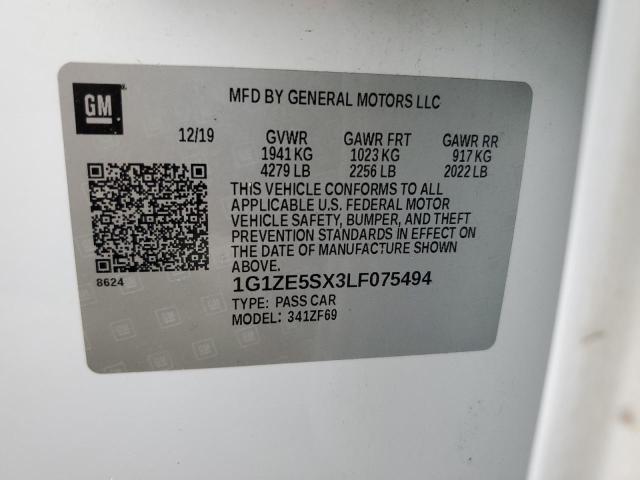 GM
MFD BY GENERAL MOTORS LLC
12/19 GVWR GAWR FRT GAWR RR
1941 KG 1023 KG 917 KG
4279 LB 2256 LB 2022 LB
THIS VEHICLE CONFORMS TO ALL
APPLICABLE U.S. FEDERAL MOTOR
VEHICLE SAFETY, BUMPER, AND THEFT
PREVENTION STANDARDS IN EFFECT ON
THE DATE OF MANUFACTURE SHOWN
ABOVE.
8624
1G1ZE5SX3LF075494
TYPE: PASS CAR
MODEL: 341ZF69